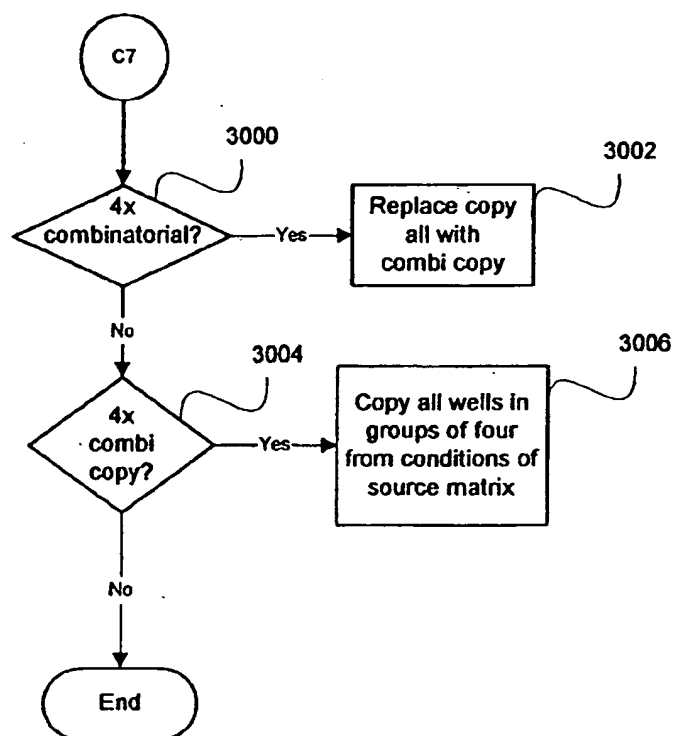 C7
3000
4x
combinatorial?
Yes
3002
Replace copy
all with
combi copy
No
3004
4x
combi
copy?
Yes
3006
Copy all wells in
groups of four
from conditions of
source matrix
No
End